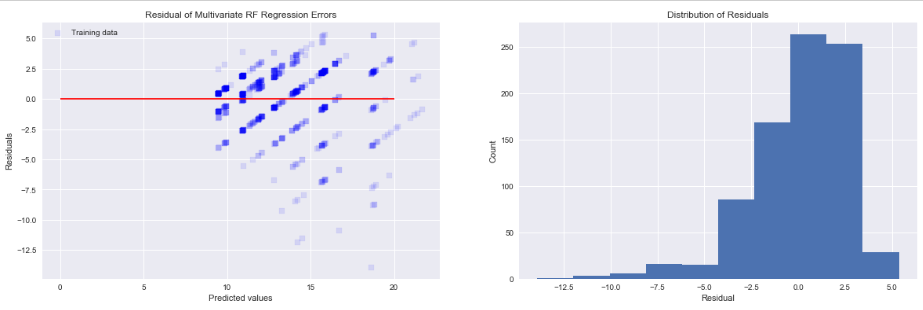 Residual of Multivariate RF Regression Errors
Training data
5.0
2.5
0.0
−2.5
−5.0
−7.5
−10.0
−12.5
Residuals
0 5 10 15 20
Predicted values
Distribution of Residuals
250
200
150
100
50
0
Count
−12.5 −10.0 −7.5 −5.0 −2.5 0.0 2.5 5.0
Residual